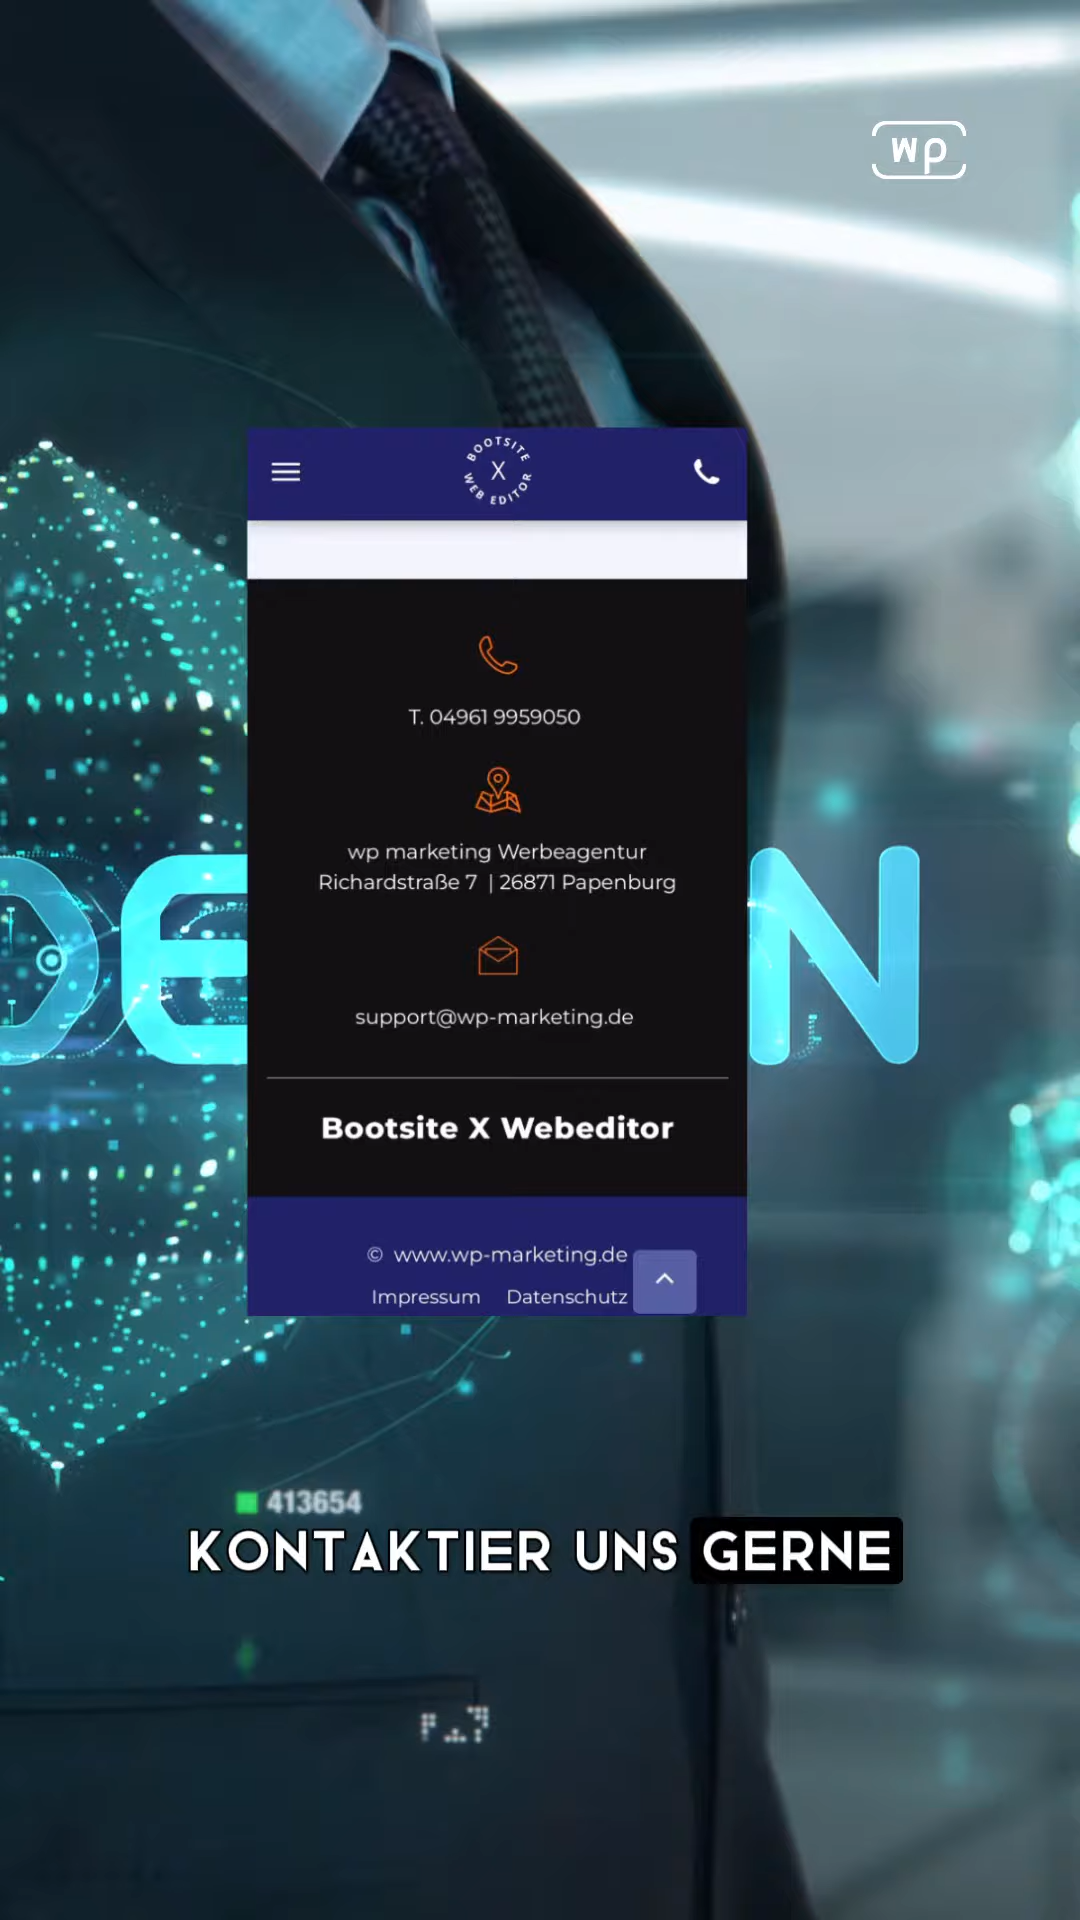 wp
BOOTSITE
X
WEB EDITOR
T. 04961 9959050
wp marketing Werbeagentur
Richardstraße 7 | 26871 Papenburg
DE N
support@wp-marketing.de
Bootsite X Webeditor
© www.wp-marketing.de
Impressum Datenschutz
413654
KONTAKTIER UNS GERNE